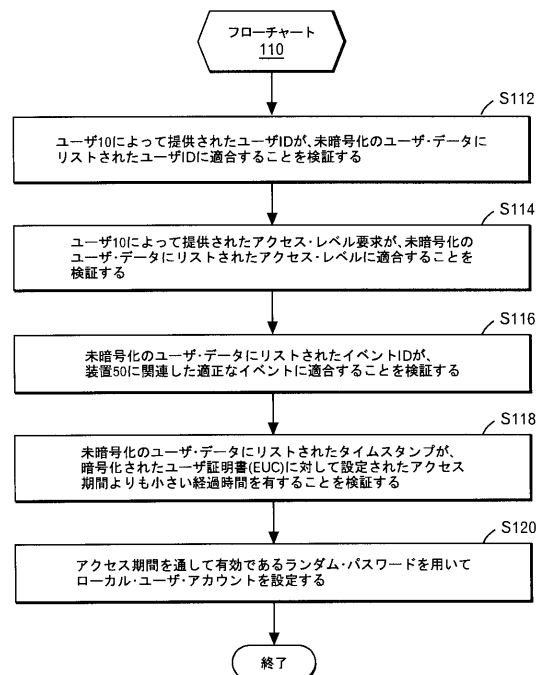 フローチャート
110
S112
ユーザ10によって提供されたユーザIDが、未暗号化のユーザ・データに
リストされたユーザIDに適合することを検証する
S114
ユーザ10によって提供されたアクセス・レベル要求が、未暗号化の
ユーザ・データにリストされたアクセス・レベルに適合することを
検証する
S116
未暗号化のユーザ・データにリストされたイベントIDが、
装置50に関連した適正なイベントに適合することを検証する
S118
未暗号化のユーザ・データにリストされたタイムスタンプが、
暗号化されたユーザ証明書(EUC)に対して設定されたアクセス
期間よりも小さい経過時間を有することを検証する
S120
アクセス期間を通して有効であるランダム・パスワードを用いて
ローカル・ユーザ・アカウントを設定する
終了